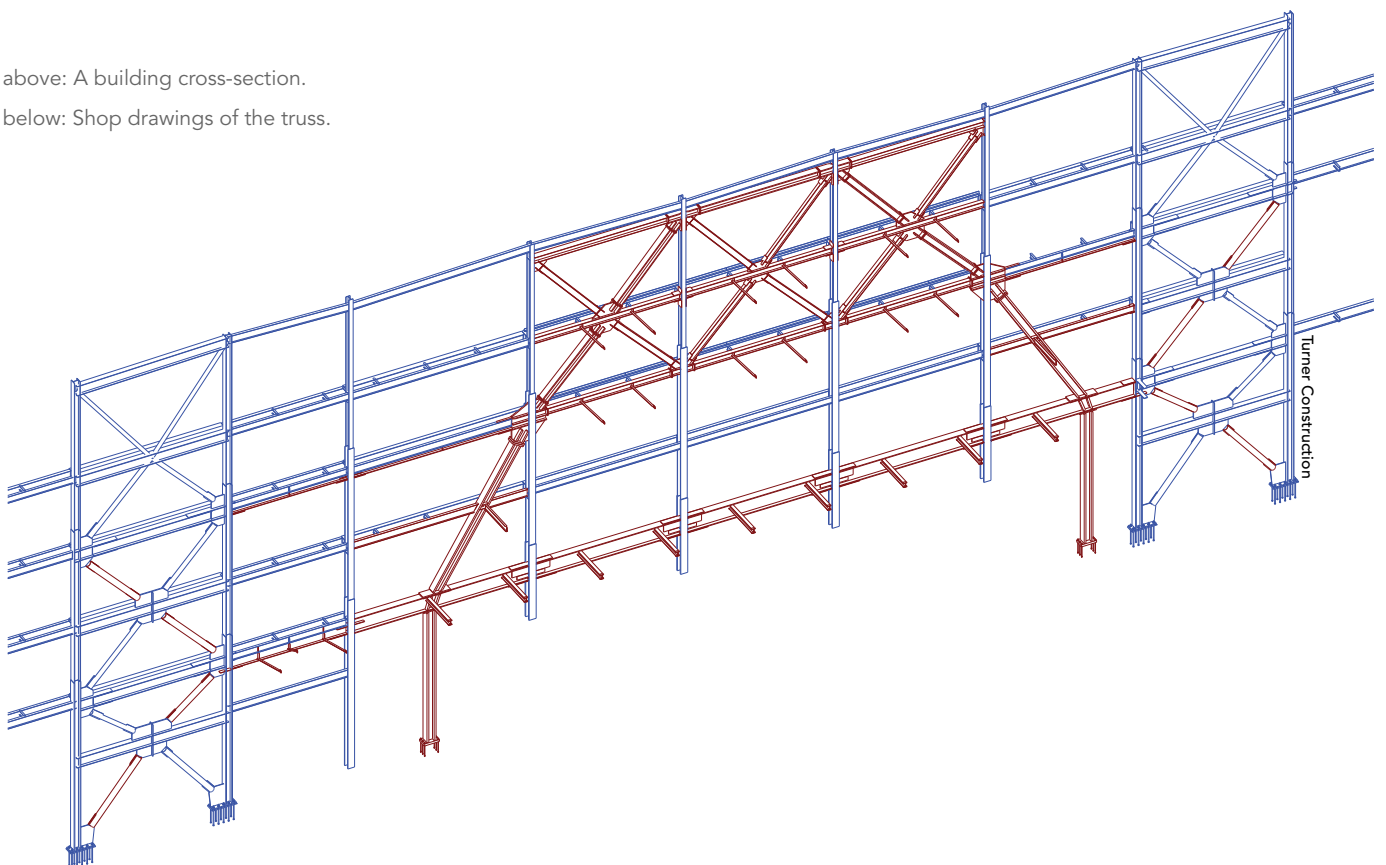 above: A building cross-section.
below: Shop drawings of the truss.
Turner Construction